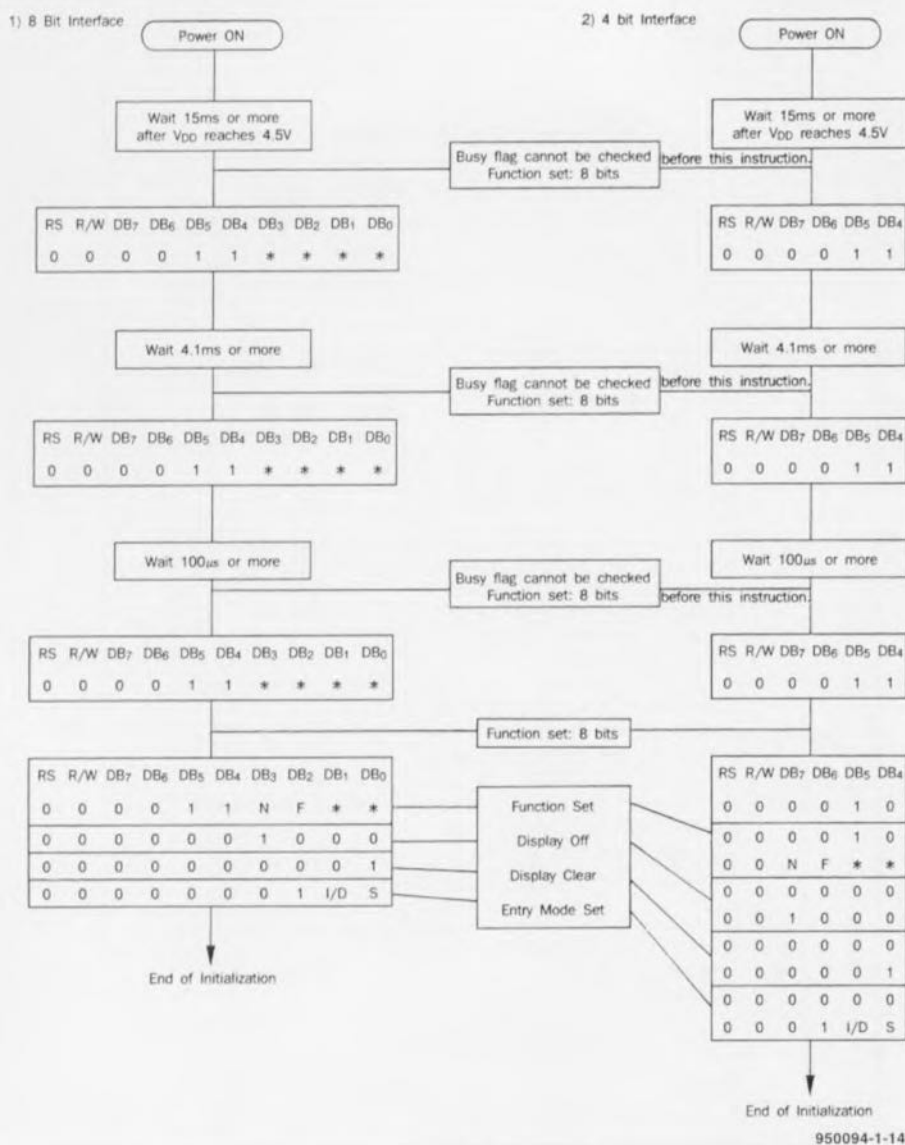 1) 8 Bit Interface
Power ON
Wait 15ms or more
after VDD reaches 4.5V
RS R/W DB7 DB6 DB5 DB4 DB3 DB2 DB1 DB0
0 0 0 0 1 1 * * * *
Wait 4.1ms or more
RS R/W DB7 DB6 DB5 DB4 DB3 DB2 DB1 DB0
0 0 0 0 1 1 * * * *
Wait 100µs or more
RS R/W DB7 DB6 DB5 DB4 DB3 DB2 DB1 DB0
0 0 0 0 1 1 * * * *
RS R/W DB7 DB6 DB5 DB4 DB3 DB2 DB1 DB0
0 0 0 0 1 1 N F * *
0 0 0 0 0 0 1 0 0 0
0 0 0 0 0 0 0 0 0 1
0 0 0 0 0 0 0 1 I/D S
End of Initialization
Busy flag cannot be checked before this instruction.
Function set: 8 bits
Busy flag cannot be checked before this instruction.
Function set: 8 bits
Busy flag cannot be checked
Function set: 8 bits before this instruction.
Function set: 8 bits
Function Set
Display Off
Display Clear
Entry Mode Set
2) 4 bit Interface
Power ON
Wait 15ms or more
after VDD reaches 4.5V
RS R/W DB7 DB6 DB5 DB4
0 0 0 0 1 1
Wait 4.1ms or more
RS R/W DB7 DB6 DB5 DB4
0 0 0 0 1 1
Wait 100µs or more
RS R/W DB7 DB6 DB5 DB4
0 0 0 0 1 1
RS R/W DB7 DB6 DB5 DB4
0 0 0 0 1 0
0 0 0 0 1 0
0 0 N F * *
0 0 0 0 0 0
0 0 1 0 0 0
0 0 0 0 0 0
0 0 0 0 0 1
0 0 0 0 0 0
0 0 0 1 I/D S
End of Initialization
950094-1-14